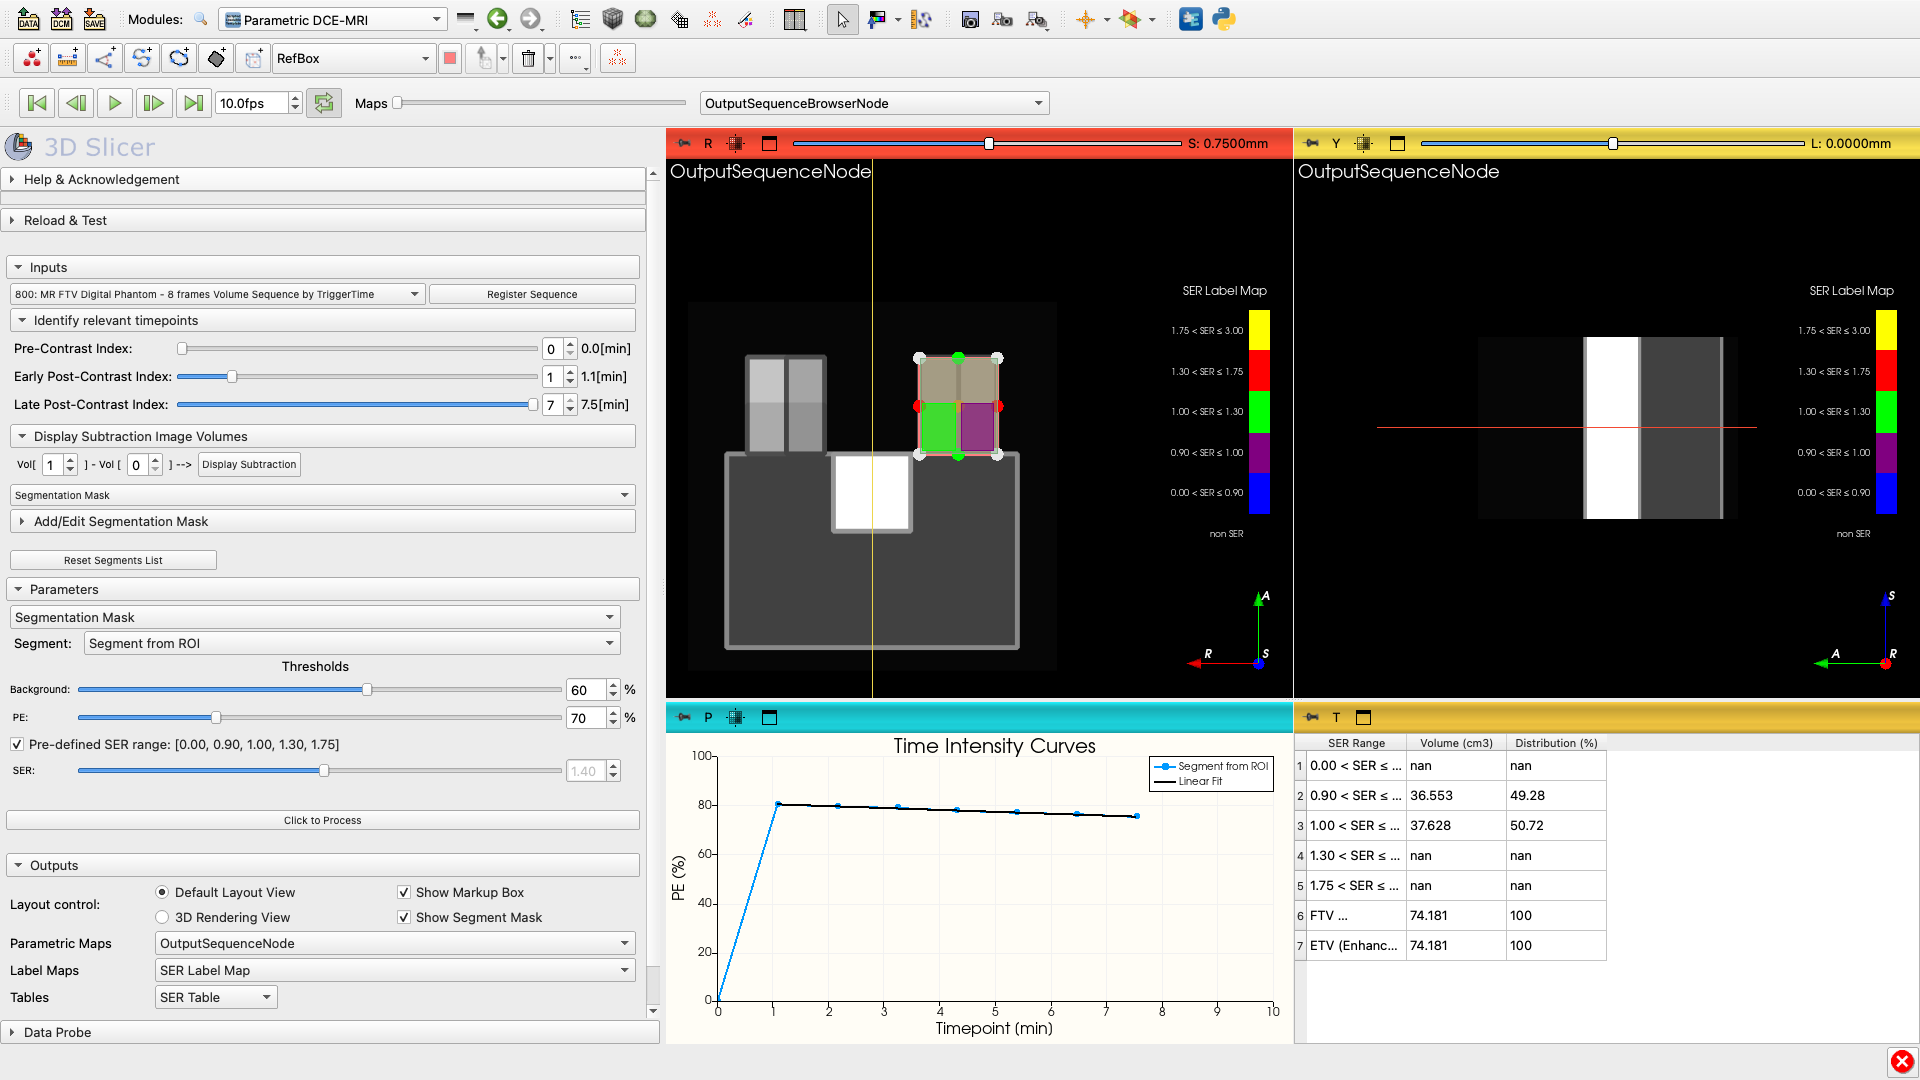 DATA DCM SAVE Modules: Parametric DCE-MRI
RefBox
10.0fps Maps OutputSequenceBrowserNode
3D Slicer
Help & Acknowledgement
Reload & Test
Inputs
800: MR FTV Digital Phantom - 8 frames Volume Sequence by TriggerTime Register Sequence
Identify relevant timepoints
Pre-Contrast Index: 0 0.0[min]
Early Post-Contrast Index: 1 1.1[min]
Late Post-Contrast Index: 7 7.5[min]
Display Subtraction Image Volumes
Vol[ 1 ] - Vol [ 0 ] --> Display Subtraction
Segmentation Mask
Add/Edit Segmentation Mask
Reset Segments List
Parameters
Segmentation Mask
Segment: Segment from ROI
Thresholds
Background: 60 %
PE: 70 %
Pre-defined SER range: [0.00, 0.90, 1.00, 1.30, 1.75]
SER: 1.40
Click to Process
Outputs
Layout control:
Default Layout View Show Markup Box
3D Rendering View Show Segment Mask
Parametric Maps OutputSequenceNode
Label Maps SER Label Map
Tables SER Table
Data Probe
R S: 0.7500mm
OutputSequenceNode
SER Label Map
1.75 < SER ≤ 3.00
1.30 < SER ≤ 1.75
1.00 < SER ≤ 1.30
0.90 < SER ≤ 1.00
0.00 < SER ≤ 0.90
non SER
A
R S
Y L: 0.0000mm
OutputSequenceNode
SER Label Map
1.75 < SER ≤ 3.00
1.30 < SER ≤ 1.75
1.00 < SER ≤ 1.30
0.90 < SER ≤ 1.00
0.00 < SER ≤ 0.90
non SER
S
A R
P
Time Intensity Curves
Segment from ROI
Linear Fit
PE (%)
100
80
60
40
20
0
0 1 2 3 4 5 6 7 8 9 10
Timepoint (min)
T
SER Range Volume (cm3) Distribution (%)
1 0.00 < SER ≤ ... nan nan
2 0.90 < SER ≤ ... 36.553 49.28
3 1.00 < SER ≤ ... 37.628 50.72
4 1.30 < SER ≤ ... nan nan
5 1.75 < SER ≤ ... nan nan
6 FTV ... 74.181 100
7 ETV (Enhanc... 74.181 100